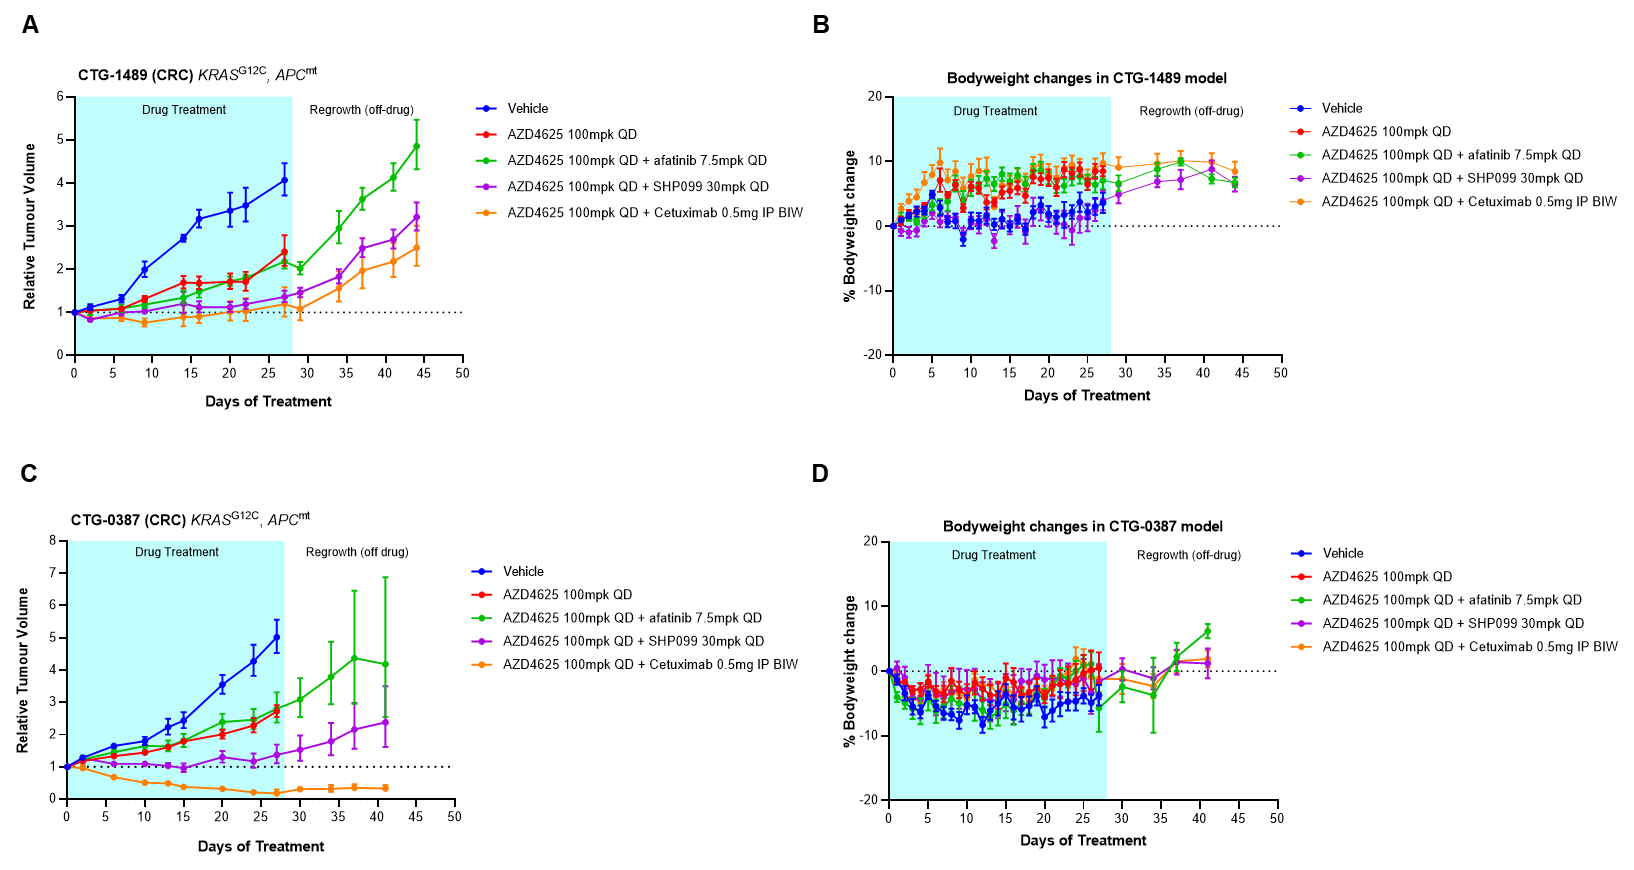 A
CTG-1489 (CRC) KRASG12C, APCmt
Drug Treatment
Regrowth (off-drug)
Relative Tumour Volume
6
5
4
3
2
1
0
0 5 10 15 20 25 30 35 40 45 50
Days of Treatment
Vehicle
AZD4625 100mpk QD
AZD4625 100mpk QD + afatinib 7.5mpk QD
AZD4625 100mpk QD + SHP099 30mpk QD
AZD4625 100mpk QD + Cetuximab 0.5mg IP BIW
B
Bodyweight changes in CTG-1489 model
Drug Treatment
Regrowth (off-drug)
% Bodyweight change
20
10
0
-10
-20
0 5 10 15 20 25 30 35 40 45 50
Days of Treatment
Vehicle
AZD4625 100mpk QD
AZD4625 100mpk QD + afatinib 7.5mpk QD
AZD4625 100mpk QD + SHP099 30mpk QD
AZD4625 100mpk QD + Cetuximab 0.5mg IP BIW
C
CTG-0387 (CRC) KRASG12C, APCmt
Drug Treatment
Regrowth (off drug)
Relative Tumour Volume
8
7
6
5
4
3
2
1
0
0 5 10 15 20 25 30 35 40 45 50
Days of Treatment
Vehicle
AZD4625 100mpk QD
AZD4625 100mpk QD + afatinib 7.5mpk QD
AZD4625 100mpk QD + SHP099 30mpk QD
AZD4625 100mpk QD + Cetuximab 0.5mg IP BIW
D
Bodyweight changes in CTG-0387 model
Drug Treatment
Regrowth (off-drug)
% Bodyweight change
20
10
0
-10
-20
0 5 10 15 20 25 30 35 40 45 50
Days of Treatment
Vehicle
AZD4625 100mpk QD
AZD4625 100mpk QD + afatinib 7.5mpk QD
AZD4625 100mpk QD + SHP099 30mpk QD
AZD4625 100mpk QD + Cetuximab 0.5mg IP BIW